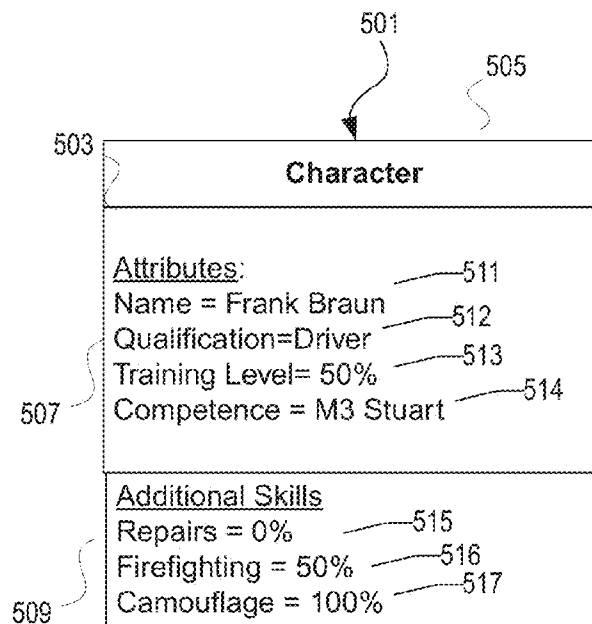 501
505
503
Character
Attributes:
Name = Frank Braun
511
Qualification=Driver
512
Training Level= 50%
513
Competence = M3 Stuart
514
507
Additional Skills
Repairs = 0%
515
Firefighting = 50%
516
Camouflage = 100%
517
509